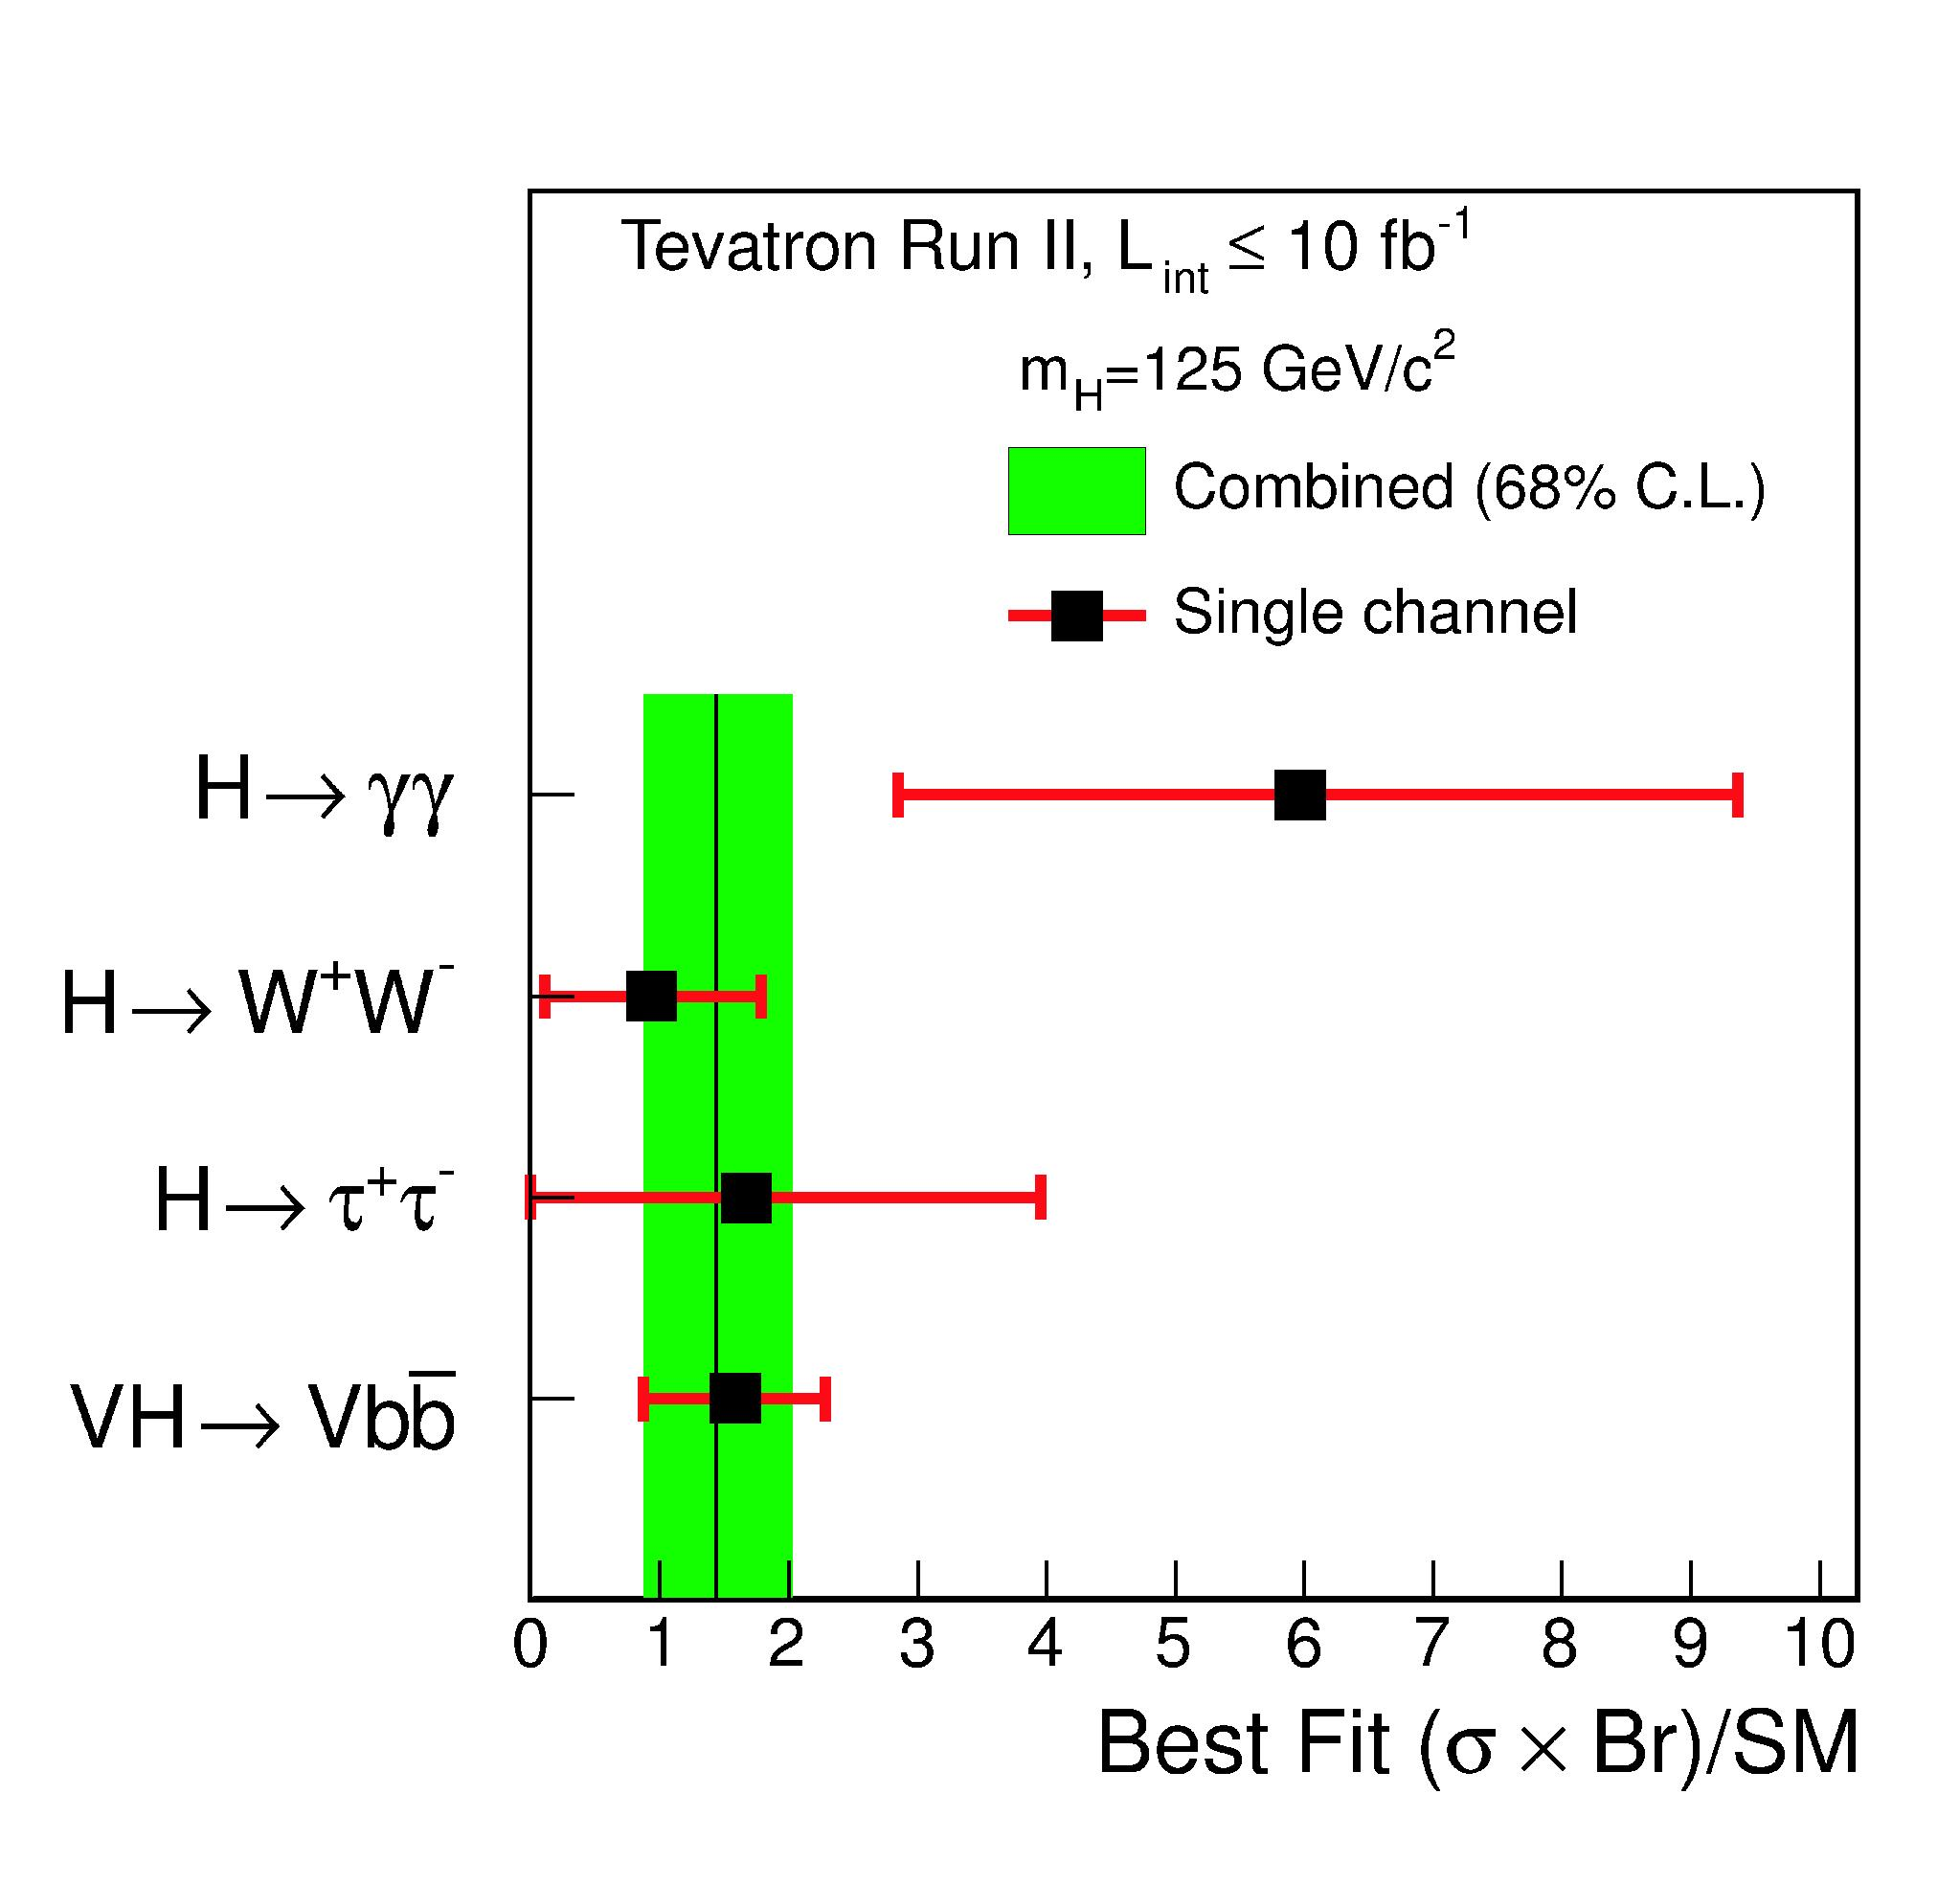 Tevatron Run II, L_int ≤ 10 fb⁻¹
m_H=125 GeV/c²
Combined (68% C.L.)
Single channel
H→ γγ
H→ W⁺W⁻
H→ τ⁺τ⁻
VH→ Vbb̅
0 1 2 3 4 5 6 7 8 9 10
Best Fit (σ × Br)/SM